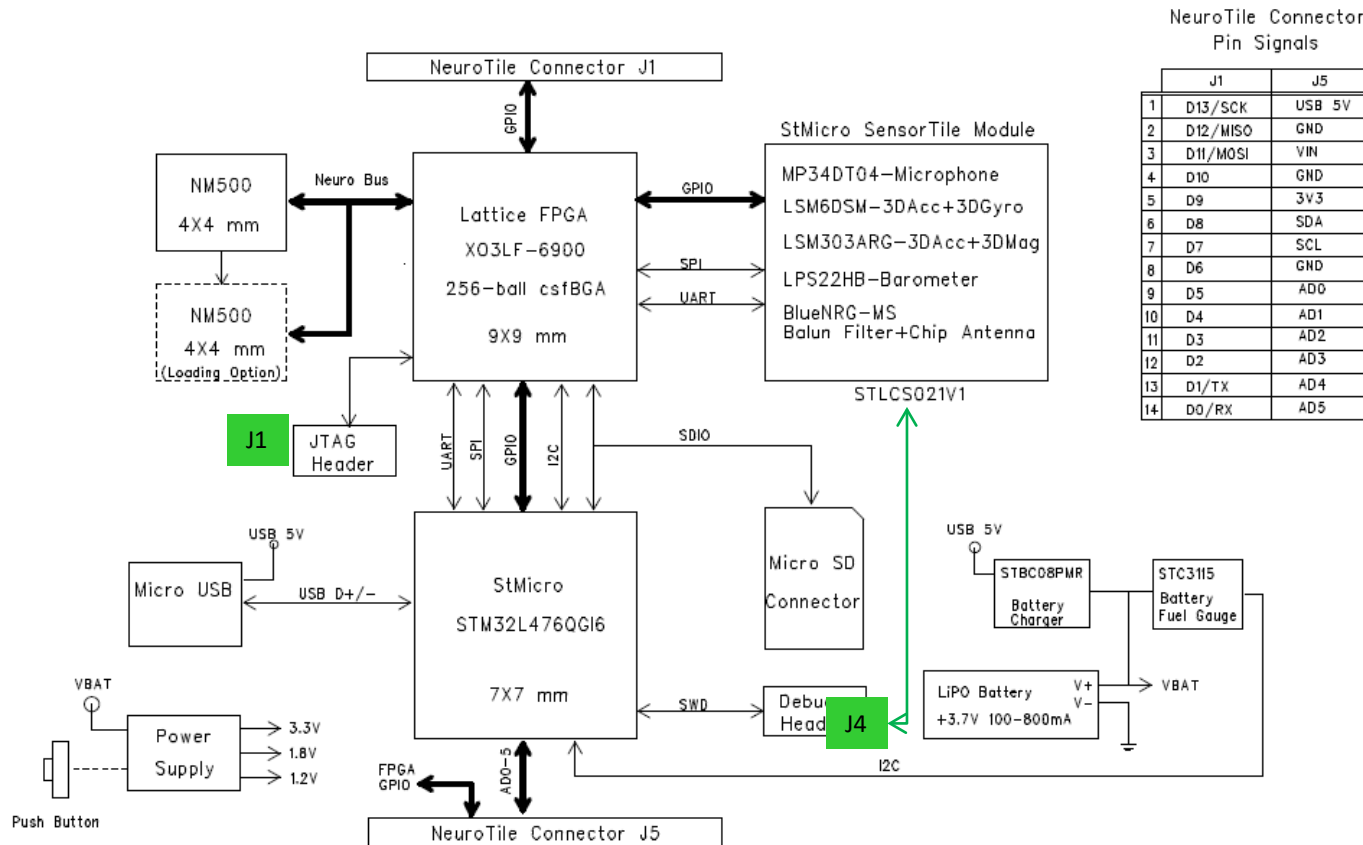 NeuroTile Connector
Pin Signals
J1 J5
1 D13/SCK USB 5V
2 D12/MISO GND
3 D11/MOSI VIN
4 D10 GND
5 D9 3V3
6 D8 SDA
7 D7 SCL
8 D6 GND
9 D5 AD0
10 D4 AD1
11 D3 AD2
12 D2 AD3
13 D1/TX AD4
14 D0/RX AD5
NeuroTile Connector J1
GPIO
NM500
4X4 mm
Neuro Bus
NM500
4X4 mm
(Loading Option)
Lattice FPGA
XO3LF-6900
256-ball csfBGA
9X9 mm
GPIO
SPI
UART
StMicro SensorTile Module
MP34DT04-Microphone
LSM6DSM-3DAcc+3DGyro
LSM303ARG-3DAcc+3DMag
LPS22HB-Barometer
BlueNRG-MS
Balun Filter+Chip Antenna
STLCS021V1
J1
JTAG
Header
UART
SPI
GPIO
I2C
SDIO
Micro USB
USB 5V
USB D+/-
StMicro
STM32L476QGI6
7X7 mm
Micro SD
Connector
USB 5V
STBC08PMR
Battery
Charger
STC3115
Battery
Fuel Gauge
LiPO Battery
+3.7V 100-800mA
V+
V-
VBAT
VBAT
Power
Supply
3.3V
1.8V
1.2V
Push Button
SWD
J4
I2C
FPGA
GPIO
AD0-5
NeuroTile Connector J5